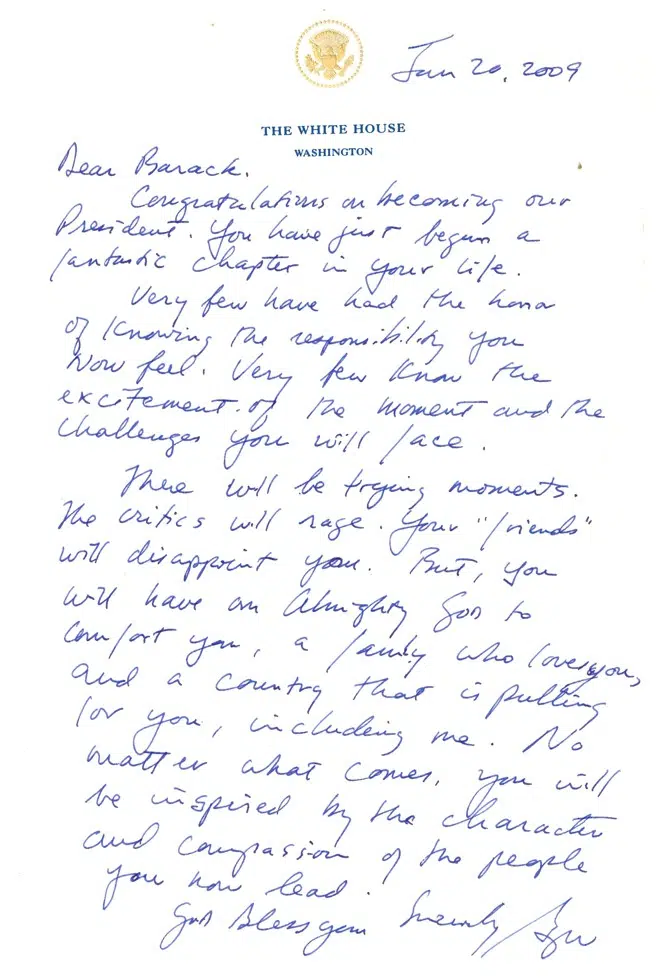 Jan 20, 2009
THE WHITE HOUSE
WASHINGTON
Dear Barack.
Congratulations on becoming our
President. You have just begun a
fantastic chapter in your life.
Very few have had the honor
of knowing the responsibility you
now feel. Very few know the
excitement of the moment and the
challenges you will face.
There will be trying moments.
The critics will rage. Your "friends"
will disappoint you. But, you
will have an Almighty God to
comfort you, a family who loves you,
and a country that is pulling
for you, including me. No
matter what comes, you will
be inspired by the character
and compassion of the people
you now lead.
God Bless you Sincerely,